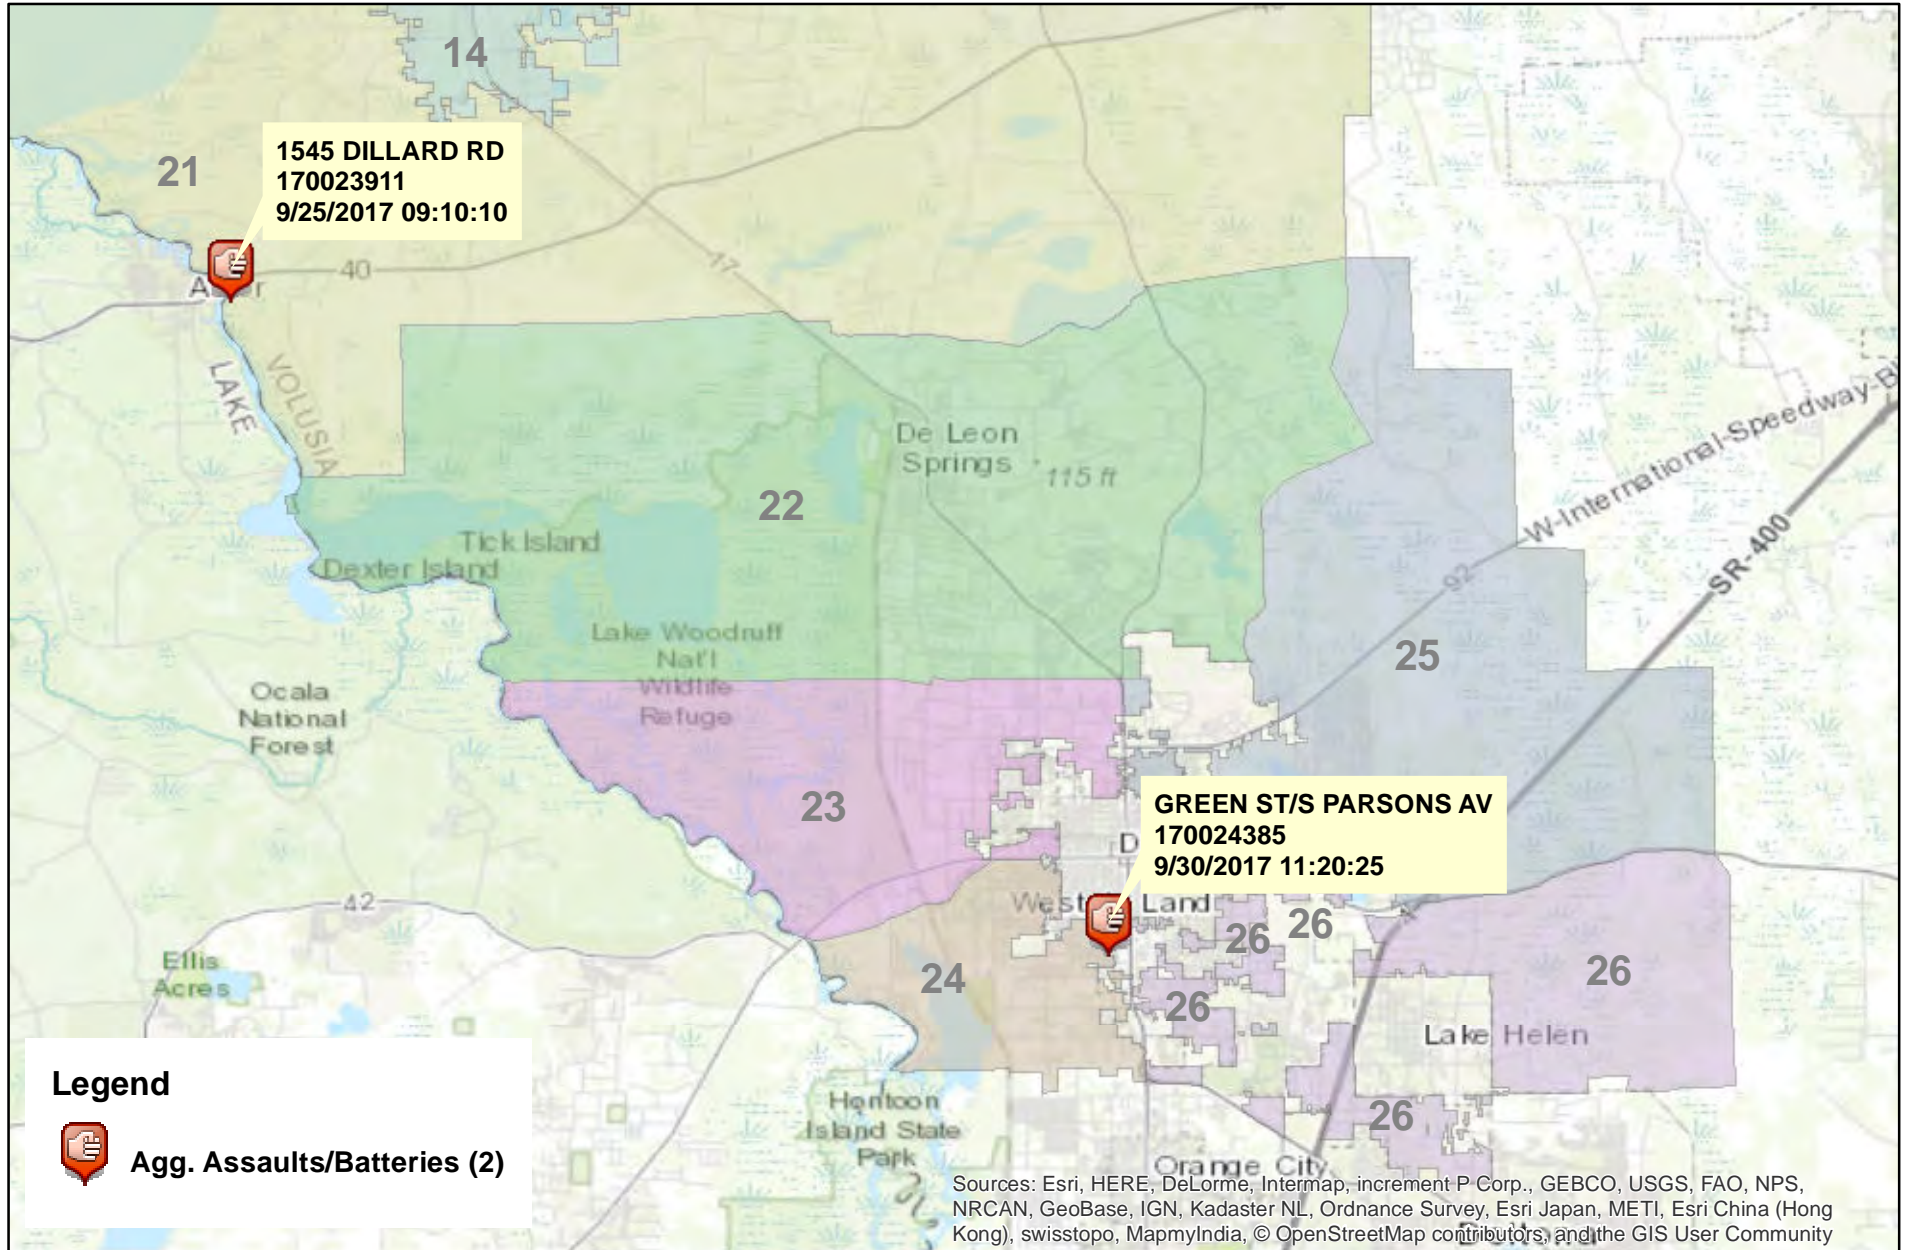 14
40
21
1545 DILLARD RD
170023911
9/25/2017 09:10:10
40
17
LAKE
VOLUSIA
De Leon
Springs
115 ft
22
W-International-Speedway-B
SR-400
92
Tick Island
Dexter Island
Lake Woodruff
Nat'l
Wildlife
Refuge
25
Ocala
National
Forest
23
GREEN ST/S PARSONS AV
170024385
9/30/2017 11:20:25
D
West Land
42
26
26
26
26
26
24
Ellis
Acres
Lake Helen
Hontoon
Island State
Park
Orange City
Legend
Agg. Assaults/Batteries (2)
Sources: Esri, HERE, DeLorme, Intermap, increment P Corp., GEBCO, USGS, FAO, NPS,
NRCAN, GeoBase, IGN, Kadaster NL, Ordnance Survey, Esri Japan, METI, Esri China (Hong
Kong), swisstopo, MapmyIndia, © OpenStreetMap contributors, and the GIS User Community